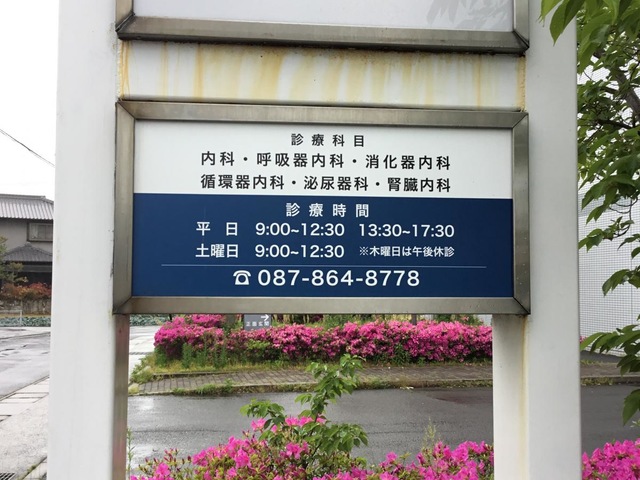 診療科目
内科・呼吸器内科・消化器内科
循環器内科・泌尿器科・腎臓内科
診療時間
平日 9:00~12:30 13:30~17:30
土曜日 9:00~12:30 ※木曜日は午後休診
☎ 087-864-8778